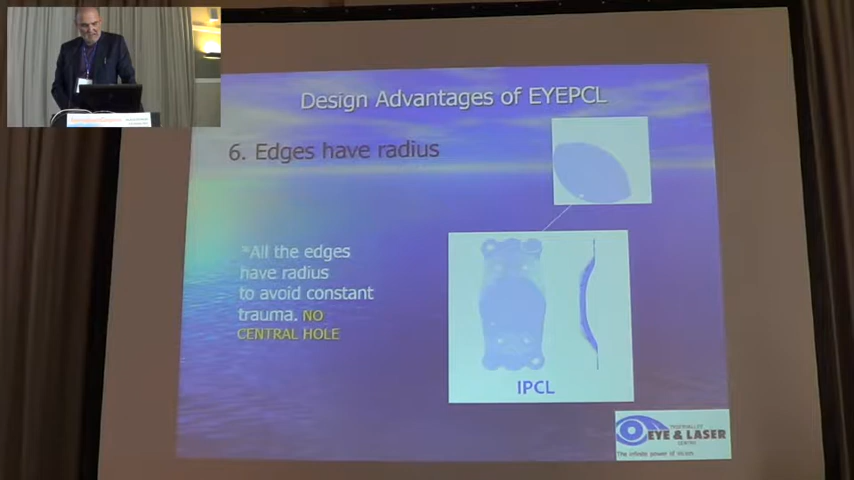 Design Advantages of EYEPCL
6. Edges have radius
*All the edges
have radius
to avoid constant
trauma. NO
CENTRAL HOLE
IPCL
EYE & LASER
CENTRE
The infinite power of vision